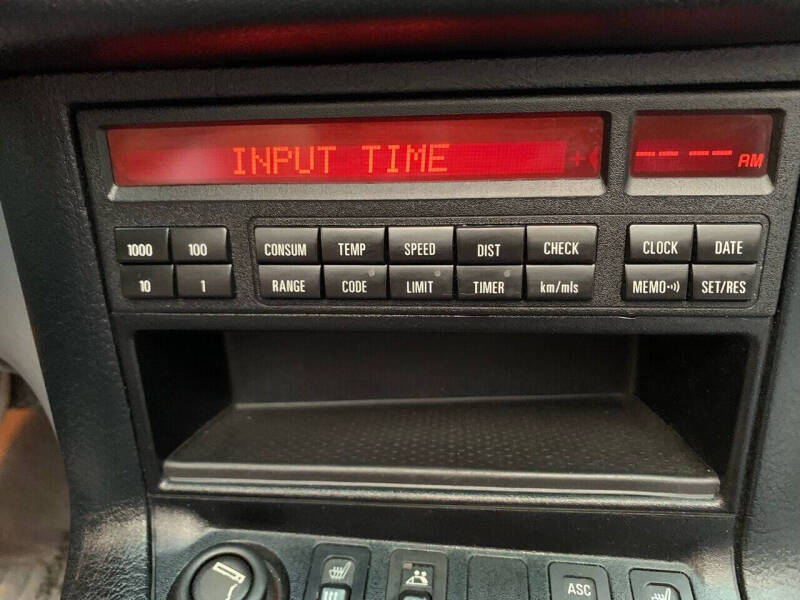 INPUT TIME +
-- -- AM
1000 100 CONSUM TEMP SPEED DIST CHECK CLOCK DATE
10 1 RANGE CODE LIMIT TIMER km/mls MEMO SET/RES
ASC